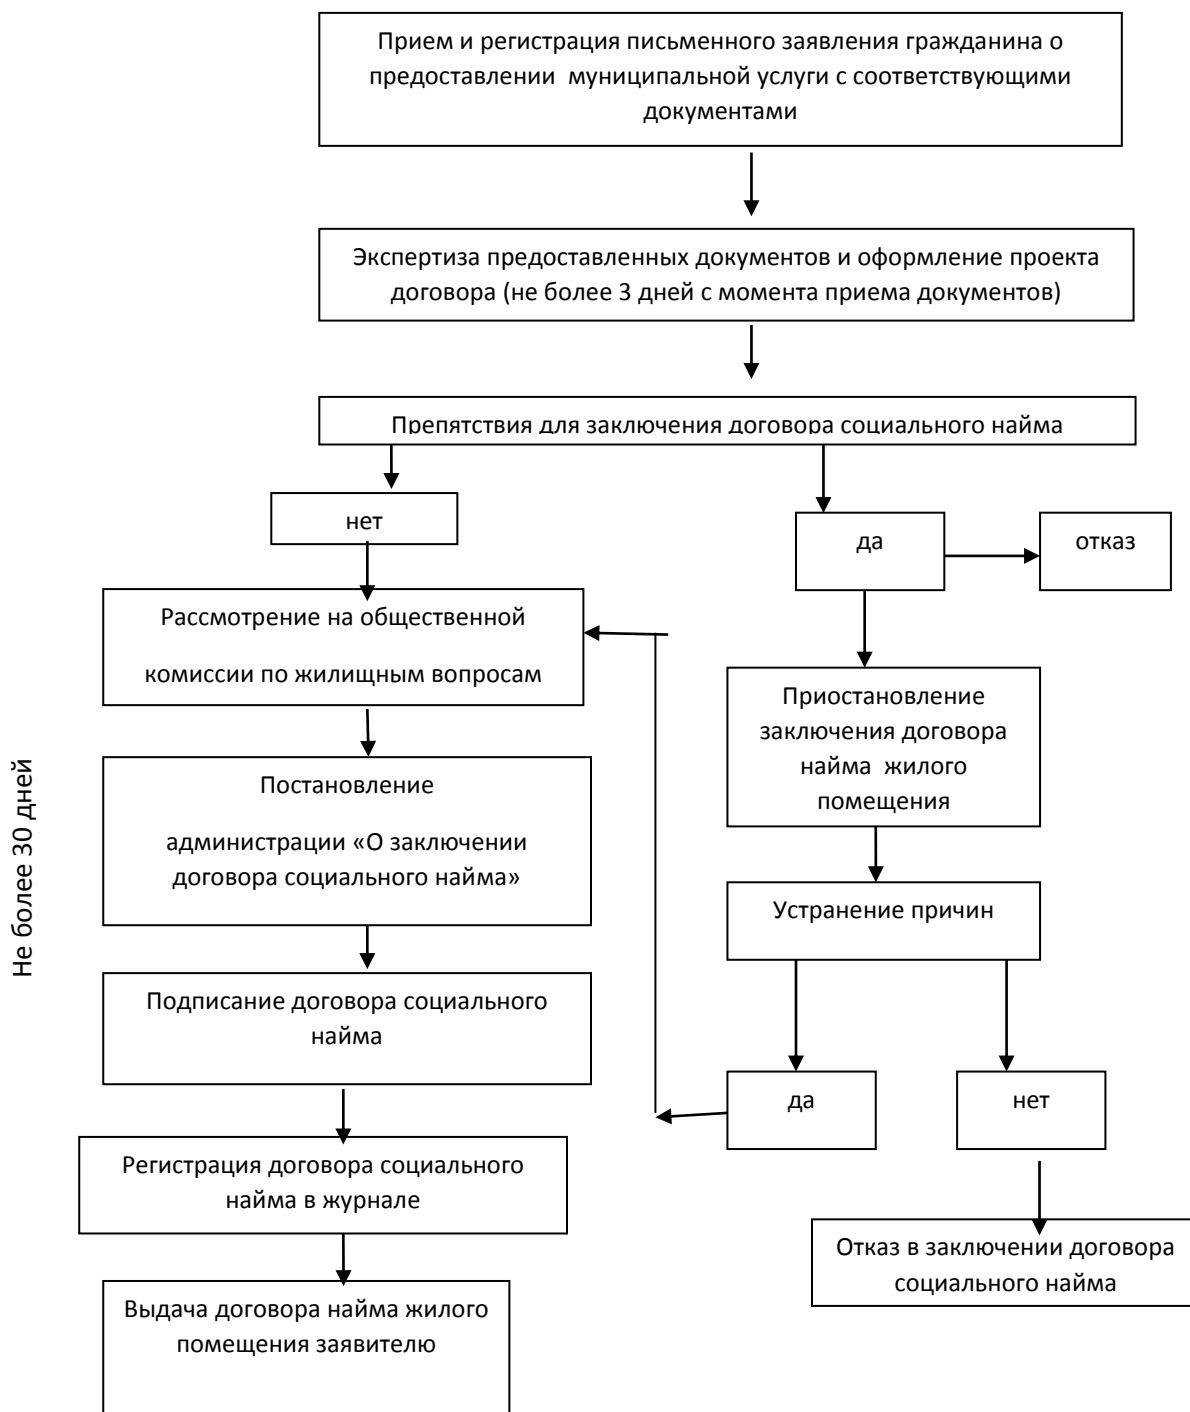 Прием и регистрация письменного заявления гражданина о
предоставлении муниципальной услуги с соответствующими
документами
Экспертиза предоставленных документов и оформление проекта
договора (не более 3 дней с момента приема документов)
Препятствия для заключения договора социального найма
нет
да
отказ
Рассмотрение на общественной
комиссии по жилищным вопросам
Приостановление
заключения договора
найма жилого
помещения
Не более 30 дней
Постановление
администрации «О заключении
договора социального найма»
Устранение причин
Подписание договора социального
найма
да
нет
Регистрация договора социального
найма в журнале
Отказ в заключении договора
социального найма
Выдача договора найма жилого
помещения заявителю